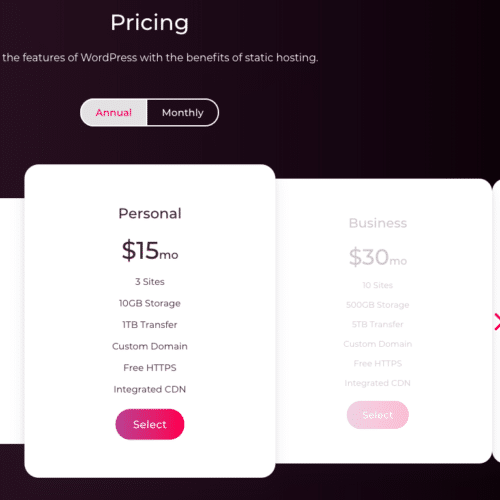 Pricing
the features of WordPress with the benefits of static hosting.
Annual
Monthly
Personal
$15mo
3 Sites
10GB Storage
1TB Transfer
Custom Domain
Free HTTPS
Integrated CDN
Select
Business
$30mo
10 Sites
500GB Storage
5TB Transfer
Custom Domain
Free HTTPS
Integrated CDN
Select